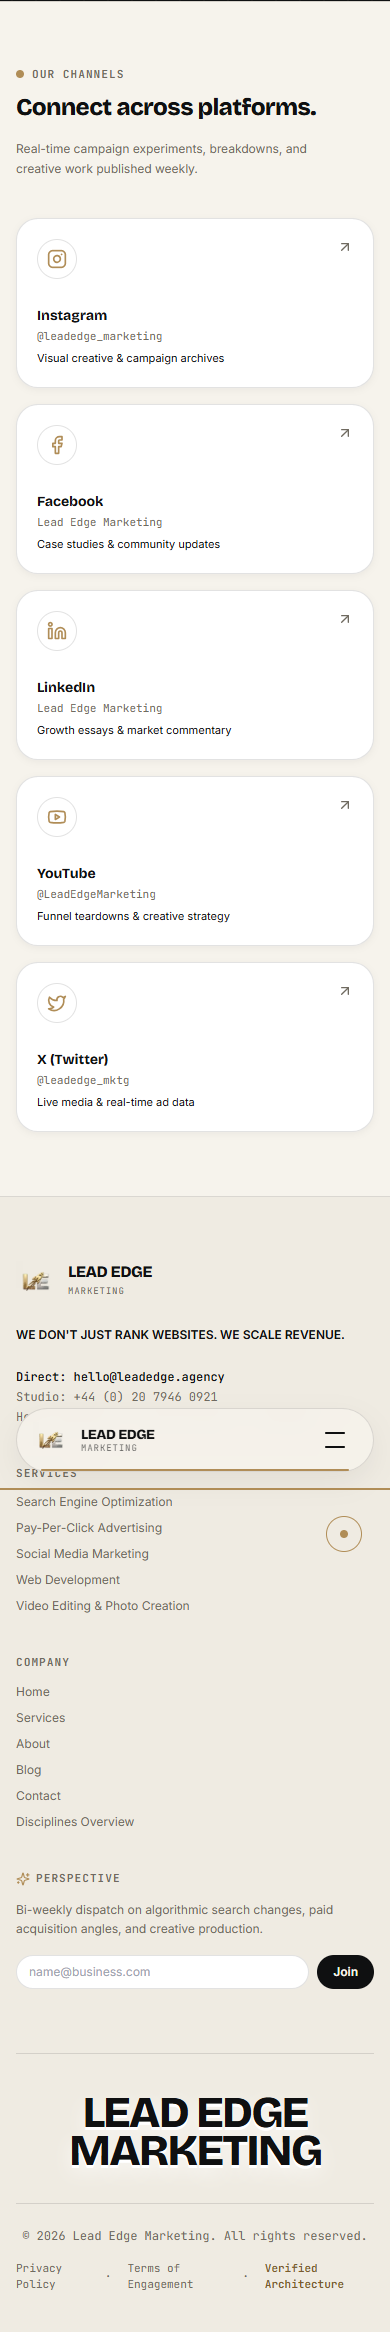 OUR CHANNELS
Connect across platforms.
Real-time campaign experiments, breakdowns, and
creative work published weekly.
Instagram
@leadedge_marketing
Visual creative & campaign archives
Facebook
Lead Edge Marketing
Case studies & community updates
LinkedIn
Lead Edge Marketing
Growth essays & market commentary
YouTube
@LeadEdgeMarketing
Funnel teardowns & creative strategy
X (Twitter)
@leadedge_mktg
Live media & real-time ad data
LE
LEAD EDGE
MARKETING
WE DON'T JUST RANK WEBSITES. WE SCALE REVENUE.
Direct: hello@leadedge.agency
Studio: +44 (0) 20 7946 0921
LE
LEAD EDGE
MARKETING
SERVICES
Search Engine Optimization
Pay-Per-Click Advertising
Social Media Marketing
Web Development
Video Editing & Photo Creation
COMPANY
Home
Services
About
Blog
Contact
Disciplines Overview
PERSPECTIVE
Bi-weekly dispatch on algorithmic search changes, paid
acquisition angles, and creative production.
name@business.com
Join
LEAD EDGE
MARKETING
© 2026 Lead Edge Marketing. All rights reserved.
Privacy Policy · Terms of Engagement · Verified Architecture